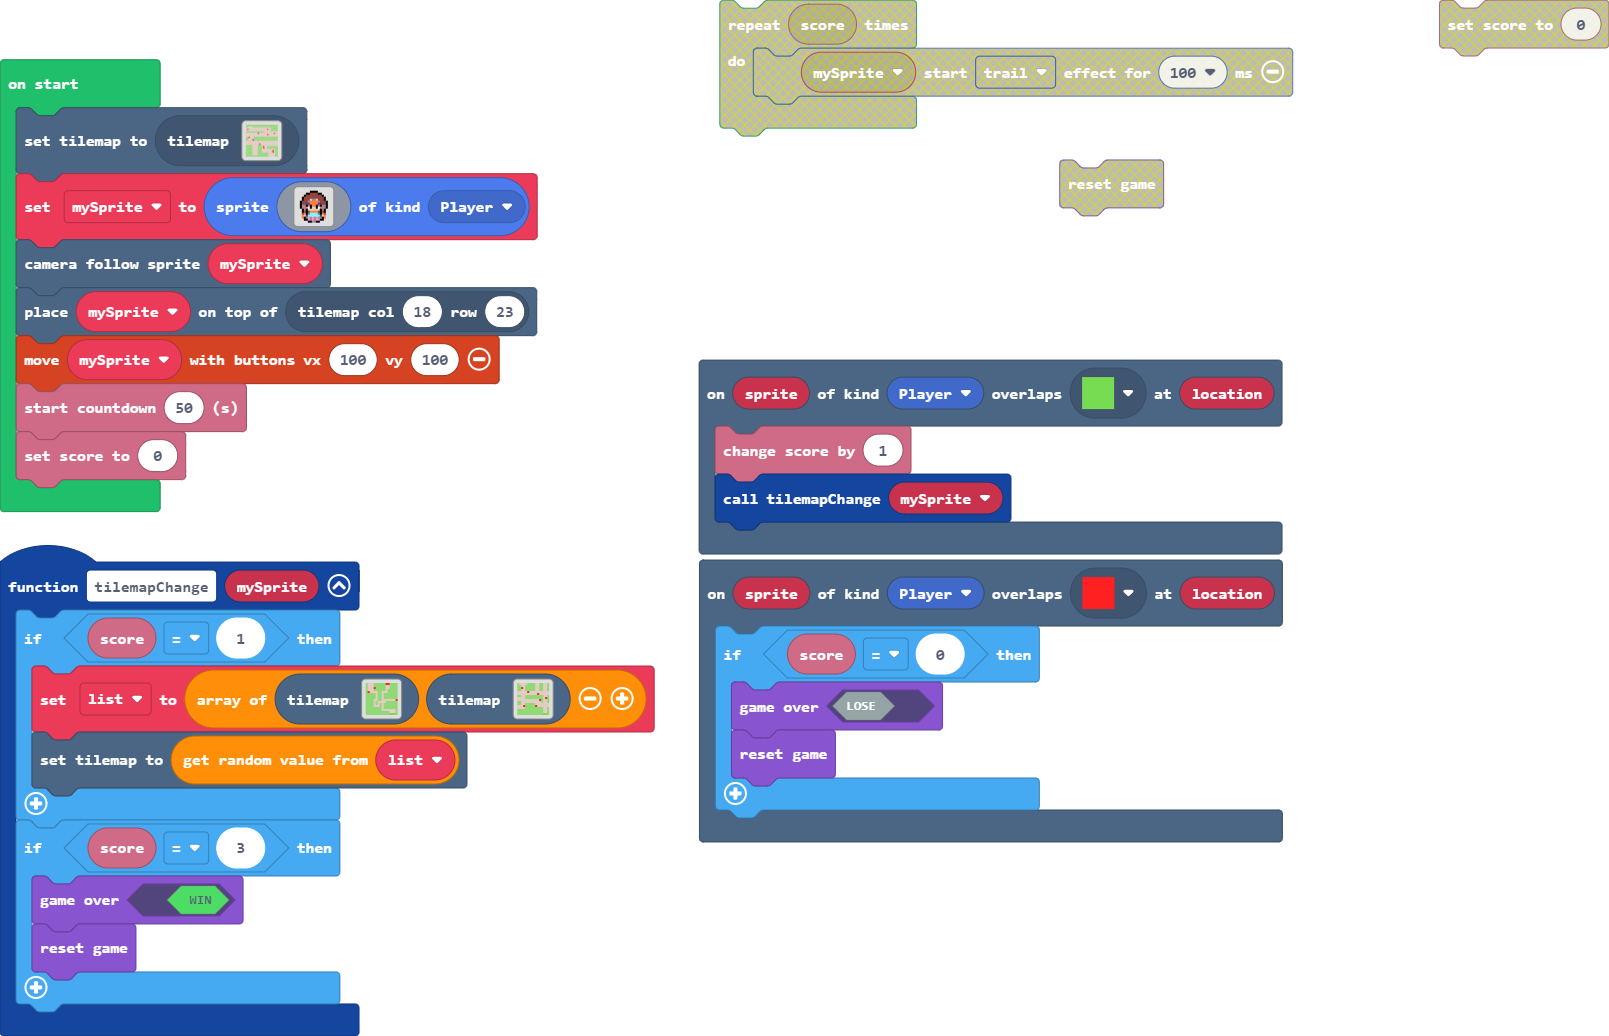 on start
set tilemap to tilemap
set mySprite to sprite of kind Player
camera follow sprite mySprite
place mySprite on top of tilemap col 18 row 23
move mySprite with buttons vx 100 vy 100
start countdown 50 (s)
set score to 0
function tilemapChange mySprite
if score = 1 then
set list to array of tilemap tilemap
set tilemap to get random value from list
if score = 3 then
game over WIN
reset game
repeat score times
do mySprite start trail effect for 100 ms
set score to 0
reset game
on sprite of kind Player overlaps at location
change score by 1
call tilemapChange mySprite
on sprite of kind Player overlaps at location
if score = 0 then
game over LOSE
reset game